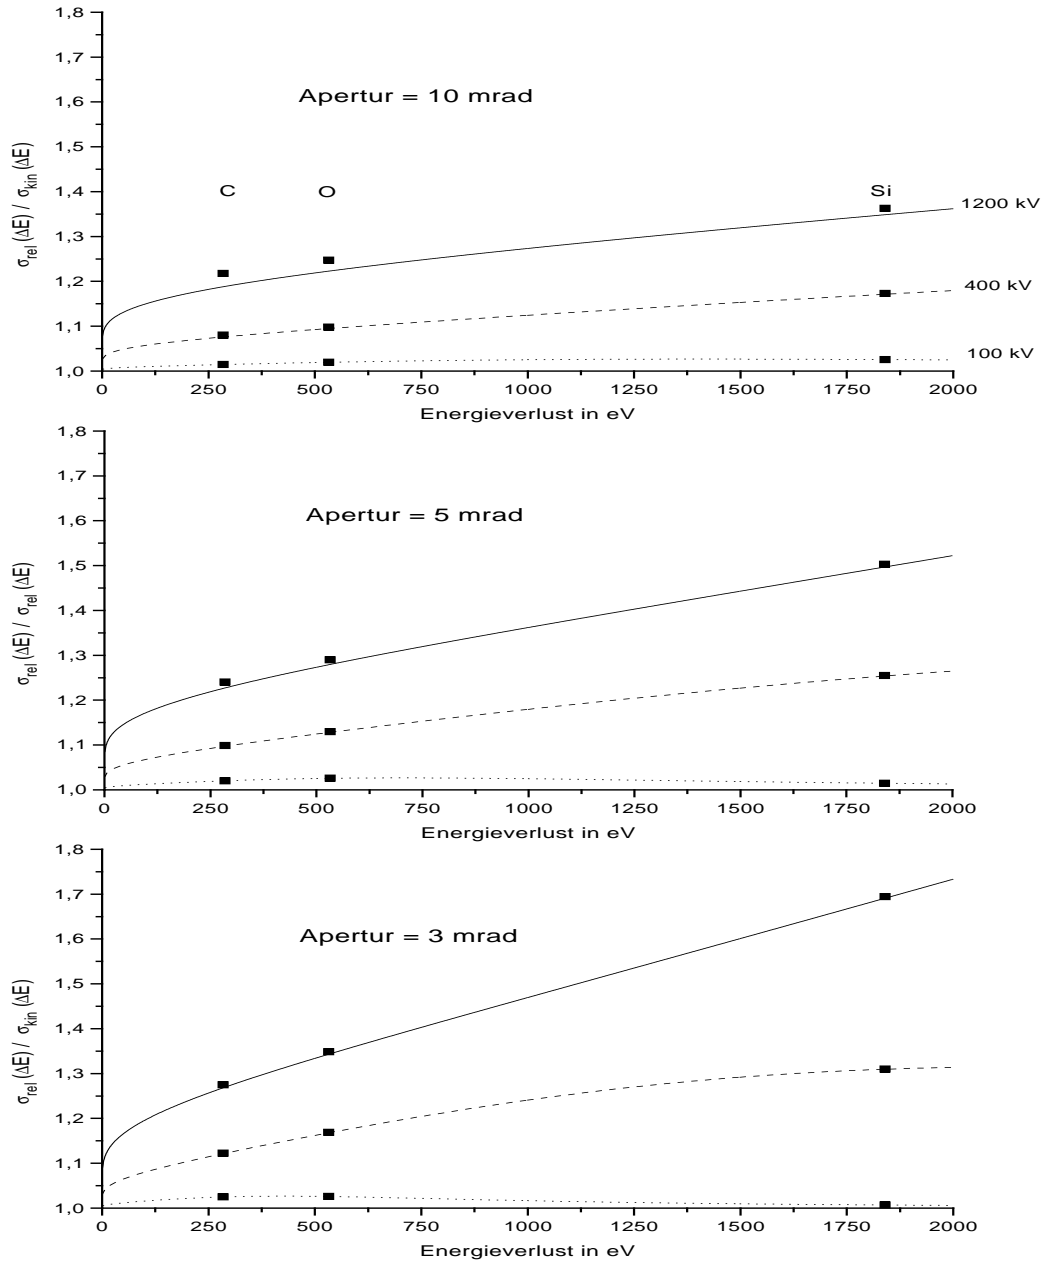 1,8
1,7
1,6
1,5
1,4
1,3
1,2
1,1
1,0
σrel (ΔE) / σkin (ΔE)
Apertur = 10 mrad
C O Si
1200 kV
400 kV
100 kV
0 250 500 750 1000 1250 1500 1750 2000
Energieverlust in eV
1,8
1,7
1,6
1,5
1,4
1,3
1,2
1,1
1,0
σrel (ΔE) / σrel (ΔE)
Apertur = 5 mrad
0 250 500 750 1000 1250 1500 1750 2000
Energieverlust in eV
1,8
1,7
1,6
1,5
1,4
1,3
1,2
1,1
1,0
σrel (ΔE) / σkin (ΔE)
Apertur = 3 mrad
0 250 500 750 1000 1250 1500 1750 2000
Energieverlust in eV